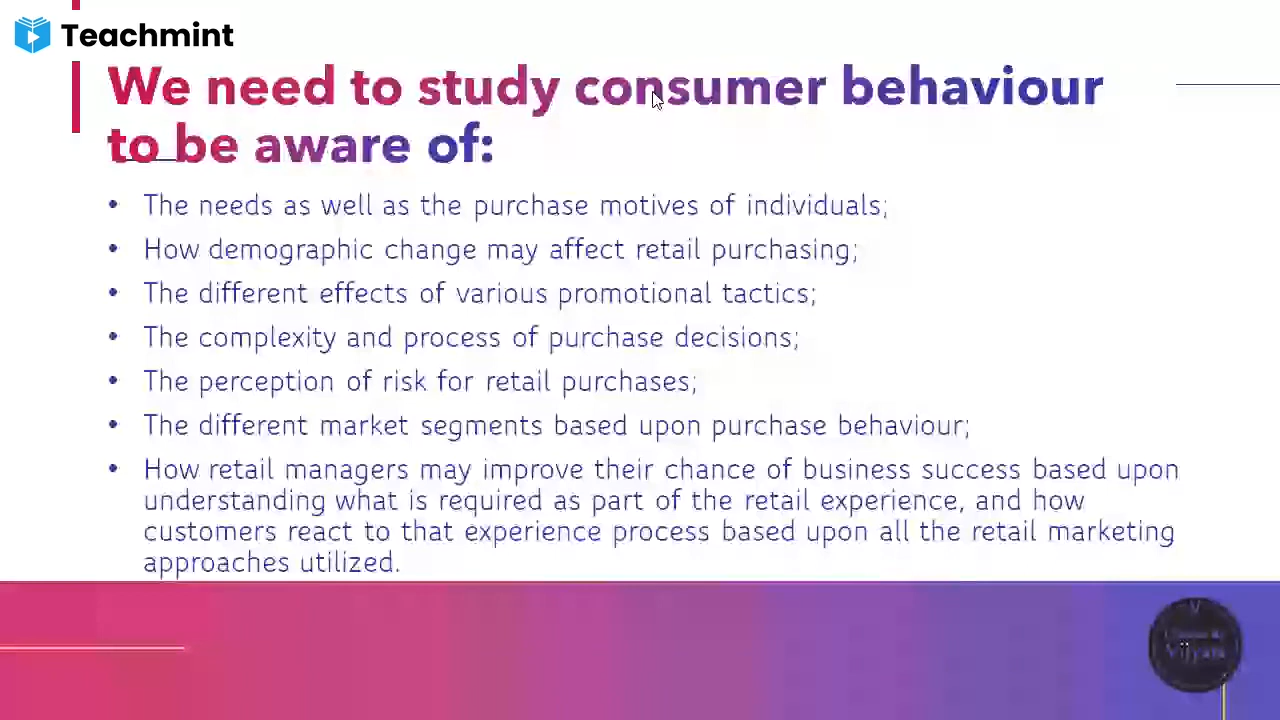 Teachmint
We need to study consumer behaviour
to be aware of:
• The needs as well as the purchase motives of individuals;
• How demographic change may affect retail purchasing;
• The different effects of various promotional tactics;
• The complexity and process of purchase decisions;
• The perception of risk for retail purchases;
• The different market segments based upon purchase behaviour;
• How retail managers may improve their chance of business success based upon
understanding what is required as part of the retail experience, and how
customers react to that experience process based upon all the retail marketing
approaches utilized.
V